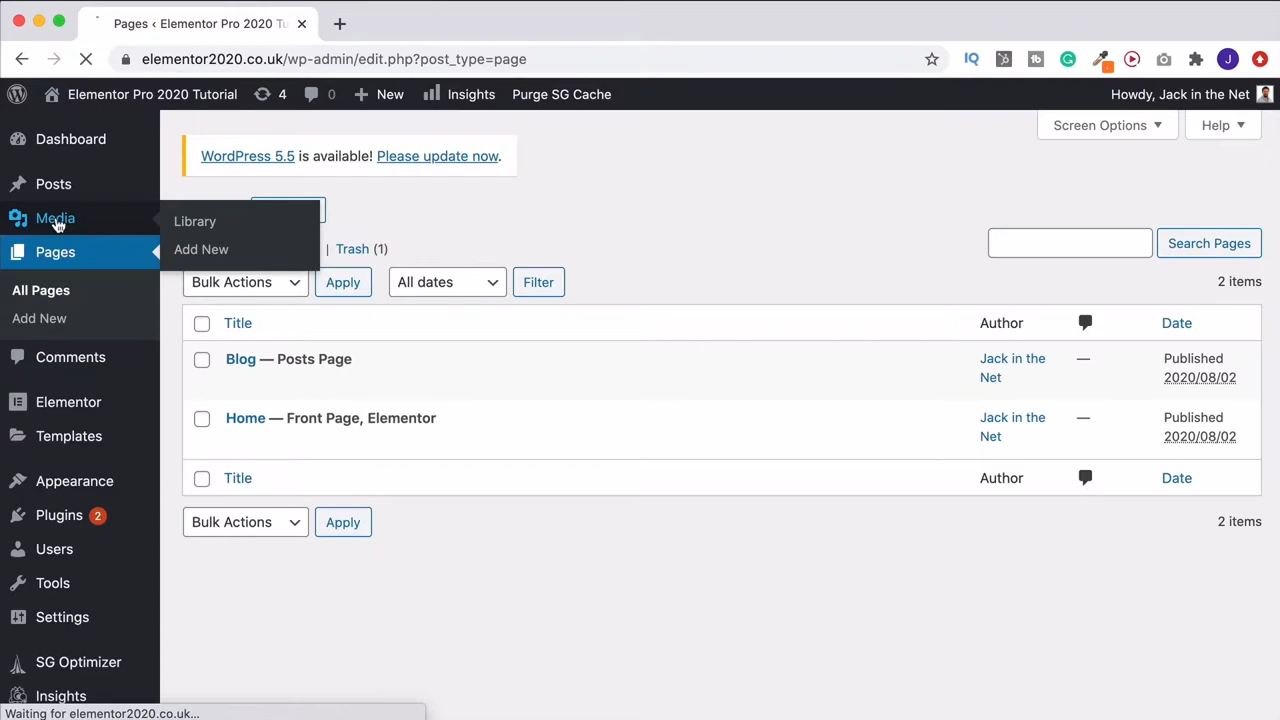 Pages ‹ Elementor Pro 2020 Tu
elementor2020.co.uk/wp-admin/edit.php?post_type=page
IQ
tb
G
J
Elementor Pro 2020 Tutorial
4
0
New
Insights
Purge SG Cache
Howdy, Jack in the Net
Dashboard
Posts
Media
Library
Add New
Pages
All Pages
Add New
Comments
Elementor
Templates
Appearance
Plugins 2
Users
Tools
Settings
SG Optimizer
Insights
Screen Options
Help
WordPress 5.5 is available! Please update now.
| Trash (1)
Search Pages
Bulk Actions
Apply
All dates
Filter
2 items
Title
Author
Date
Blog — Posts Page
Jack in the
Net
—
Published
2020/08/02
Home — Front Page, Elementor
Jack in the
Net
—
Published
2020/08/02
Title
Author
Date
Bulk Actions
Apply
2 items
Waiting for elementor2020.co.uk...